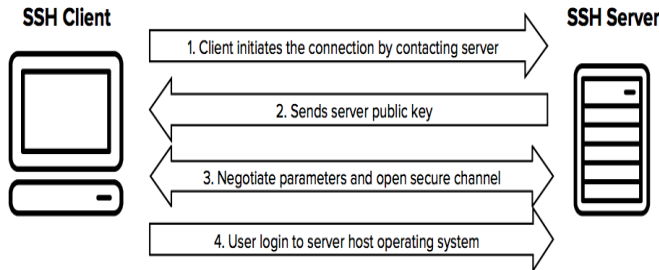 SSH Client
SSH Server
1. Client initiates the connection by contacting server
2. Sends server public key
3. Negotiate parameters and open secure channel
4. User login to server host operating system